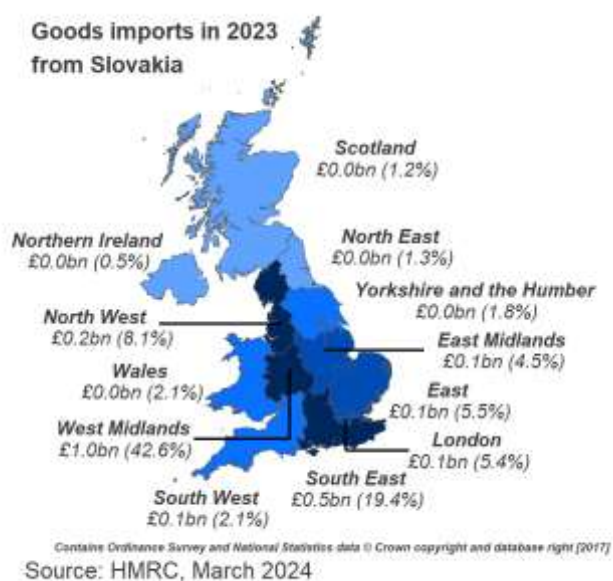 Goods imports in 2023
from Slovakia
Scotland
£0.0bn (1.2%)
Northern Ireland
£0.0bn (0.5%)
North East
£0.0bn (1.3%)
Yorkshire and the Humber
£0.0bn (1.8%)
North West
£0.2bn (8.1%)
East Midlands
£0.1bn (4.5%)
Wales
£0.0bn (2.1%)
East
£0.1bn (5.5%)
West Midlands
£1.0bn (42.6%)
London
£0.1bn (5.4%)
South East
£0.5bn (19.4%)
South West
£0.1bn (2.1%)
Contains Ordinance Survey and National Statistics data © Crown copyright and database right [2017]
Source: HMRC, March 2024